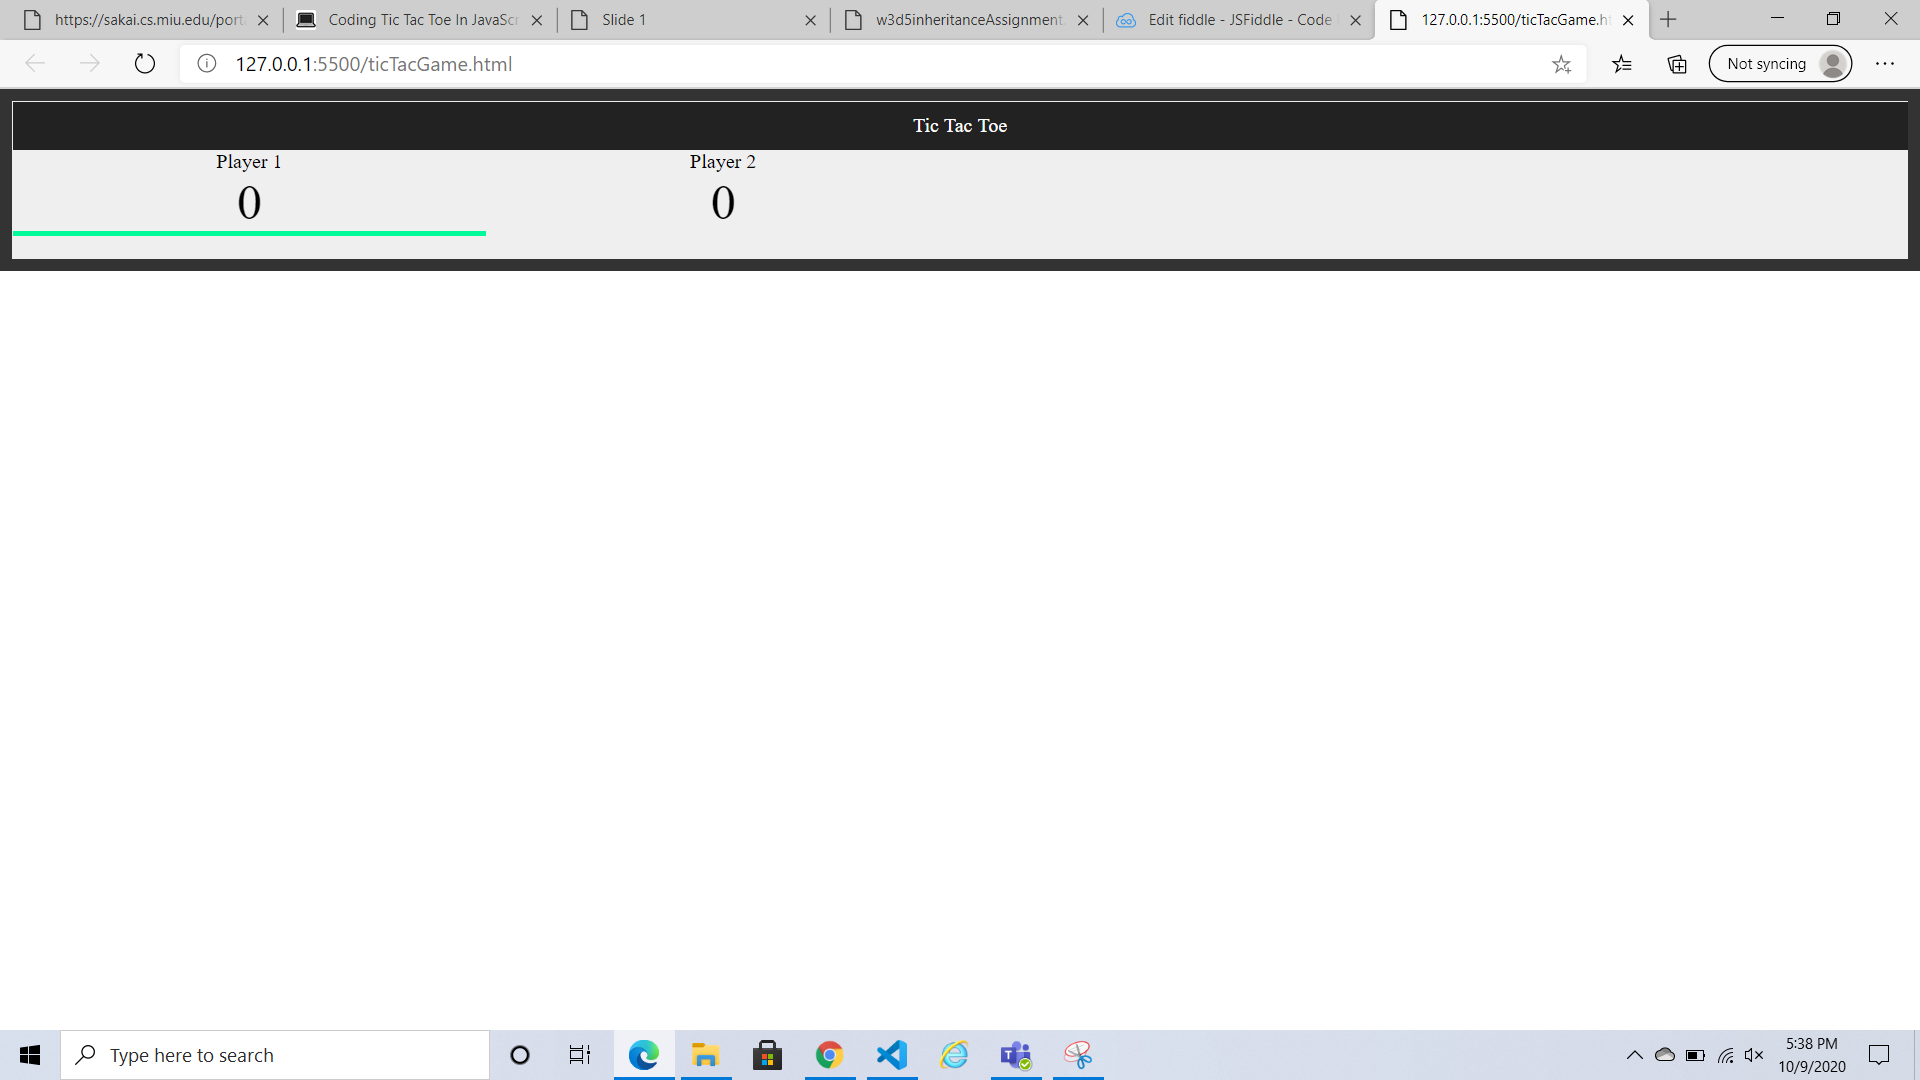 https://sakai.cs.miu.edu/port
Coding Tic Tac Toe In JavaScr
Slide 1
w3d5inheritanceAssignment.
Edit fiddle - JSFiddle - Code
127.0.0.1:5500/ticTacGame.ht
127.0.0.1:5500/ticTacGame.html
Not syncing
Tic Tac Toe
Player 1
Player 2
0
0
Type here to search
5:38 PM
10/9/2020